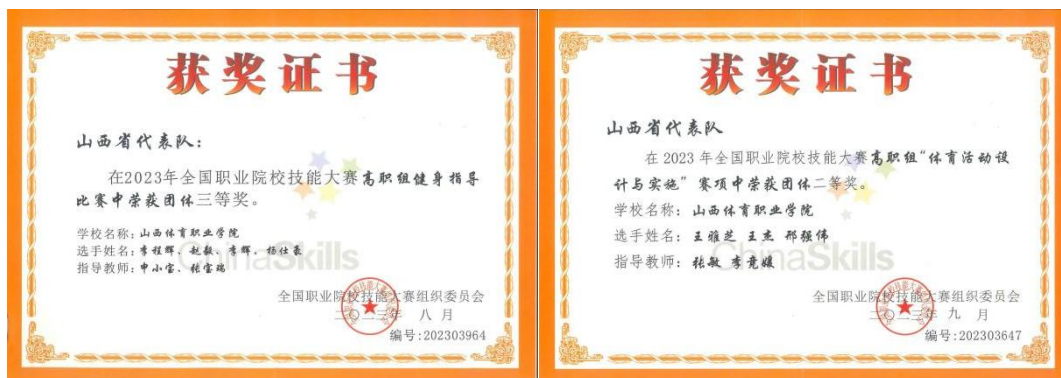 获奖证书
山西省代表队：
在2023年全国职业院校技能大赛高职组健身指导
比赛中荣获团体三等奖。
学校名称：山西体育职业学院
选手姓名：李程辉、赵毅、李辉、杨仕豪
指导教师：申小宝、张宝瑞
ChinaSkills
全国职业院校技能大赛组织委员会
二〇二三年 八 月
编号:202303964
获奖证书
山西省代表队
在 2023 年全国职业院校技能大赛高职组“体育活动设
计与实施”赛项中荣获团体二等奖。
学校名称：山西体育职业学院
选手姓名：王雅芝 王杰 邢强伟
指导教师：张敏 李竞媛
ChinaSkills
全国职业院校技能大赛组织委员会
二〇二三年 九 月
编号:202303647